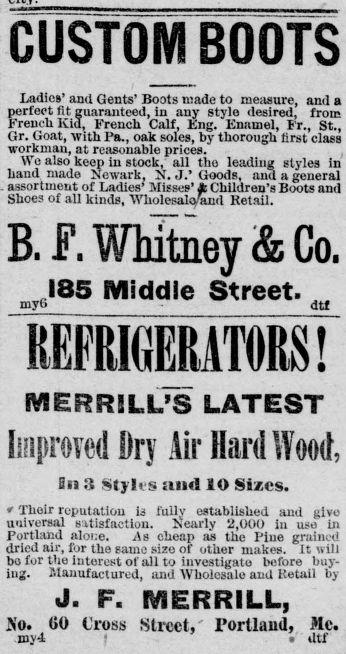 CUSTOM BOOTS
Ladies' and Gents' Boots made to measure, and a
perfect fit guaranteed, in any style desired, from
French Kid, French Calf, Eng. Enamel, Fr., St.,
Gr. Goat, with Pa., oak soles, by thorough first class
workman, at reasonable prices.
We also keep in stock, all the leading styles in
hand made Newark, N. J.' Goods, and a general
assortment of Ladies' Misses' & Children's Boots and
Shoes of all kinds, Wholesale and Retail.
B. F. Whitney & Co.
185 Middle Street.
my6 dtf
REFRIGERATORS!
MERRILL'S LATEST
Improved Dry Air Hard Wood,
In 3 Styles and 10 Sizes.
Their reputation is fully established and give
universal satisfaction. Nearly 2,000 in use in
Portland alone. As cheap as the Pine grained
dried air, for the same size of other makes. It will
be for the interest of all to investigate before buy-
ing. Manufactured, and Wholesale and Retail by
J. F. MERRILL,
No. 60 Cross Street, Portland, Me.
my4 dtf